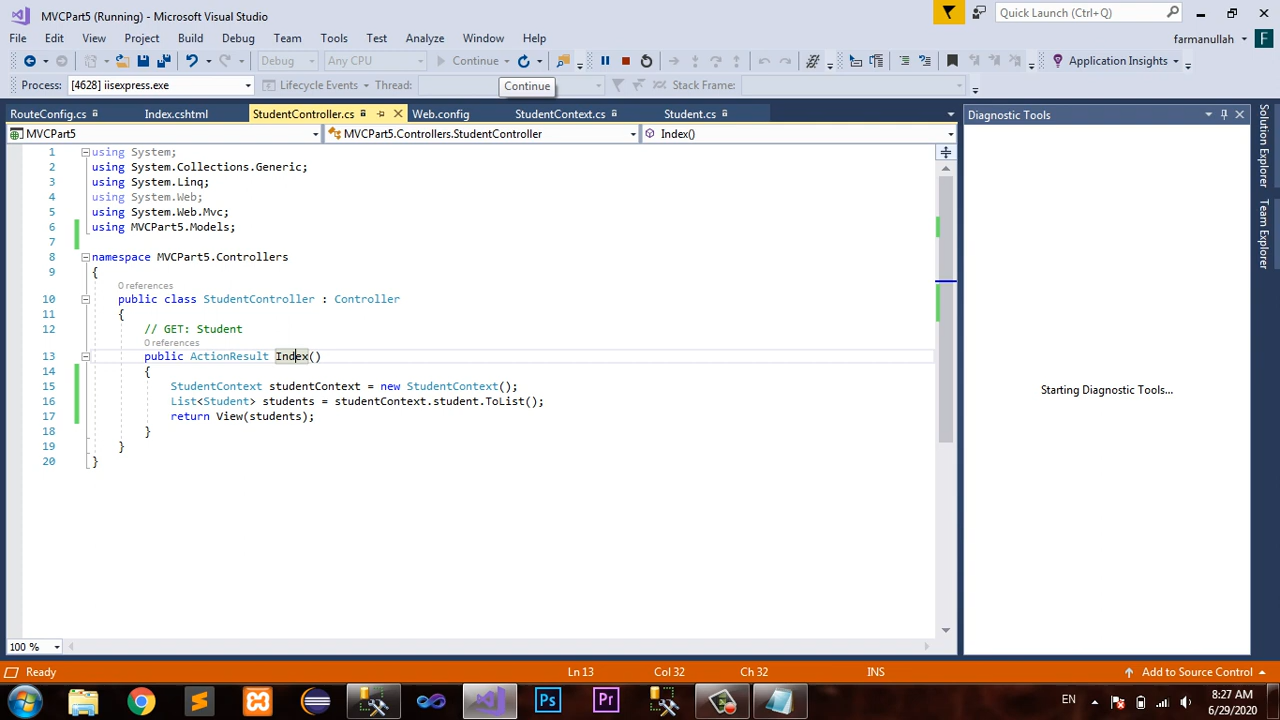 MVCPart5 (Running) - Microsoft Visual Studio
Quick Launch (Ctrl+Q)
File Edit View Project Build Debug Team Tools Test Analyze Window Help
farmanullah F
Debug Any CPU Continue Application Insights
Process: [4628] iisexpress.exe Lifecycle Events Thread: Stack Frame:
Continue
RouteConfig.cs Index.cshtml StudentController.cs Web.config StudentContext.cs Student.cs
Diagnostic Tools
MVCPart5 MVCPart5.Controllers.StudentController Index()
1 using System;
2 using System.Collections.Generic;
3 using System.Linq;
4 using System.Web;
5 using System.Web.Mvc;
6 using MVCPart5.Models;
7
8 namespace MVCPart5.Controllers
9 {
0 references
10 public class StudentController : Controller
11 {
12 // GET: Student
0 references
13 public ActionResult Index()
14 {
15 StudentContext studentContext = new StudentContext();
16 List<Student> students = studentContext.student.ToList();
17 return View(students);
18 }
19 }
20 }
Starting Diagnostic Tools...
Solution Explorer
Team Explorer
100 %
Ready Ln 13 Col 32 Ch 32 INS Add to Source Control
Ps Pr EN 8:27 AM
6/29/2020